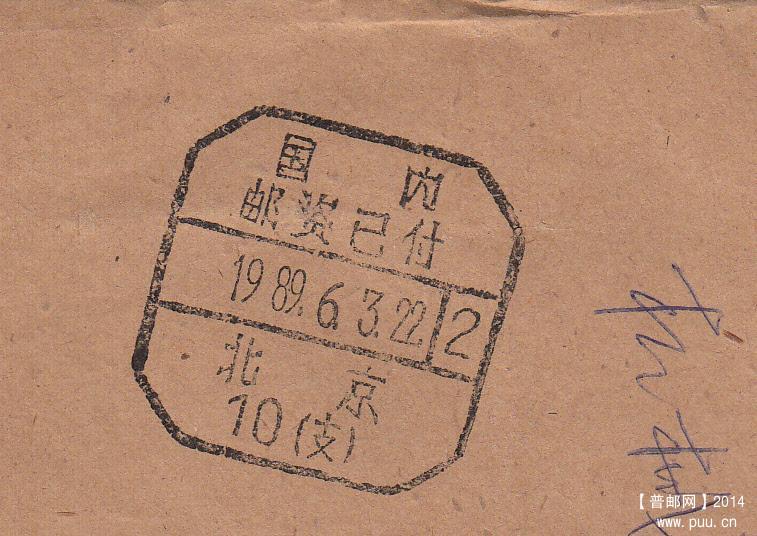 国 内
邮资已付
1989.6.3.22 2
北 京
10(支)
【普邮网】2014
www.puu.cn